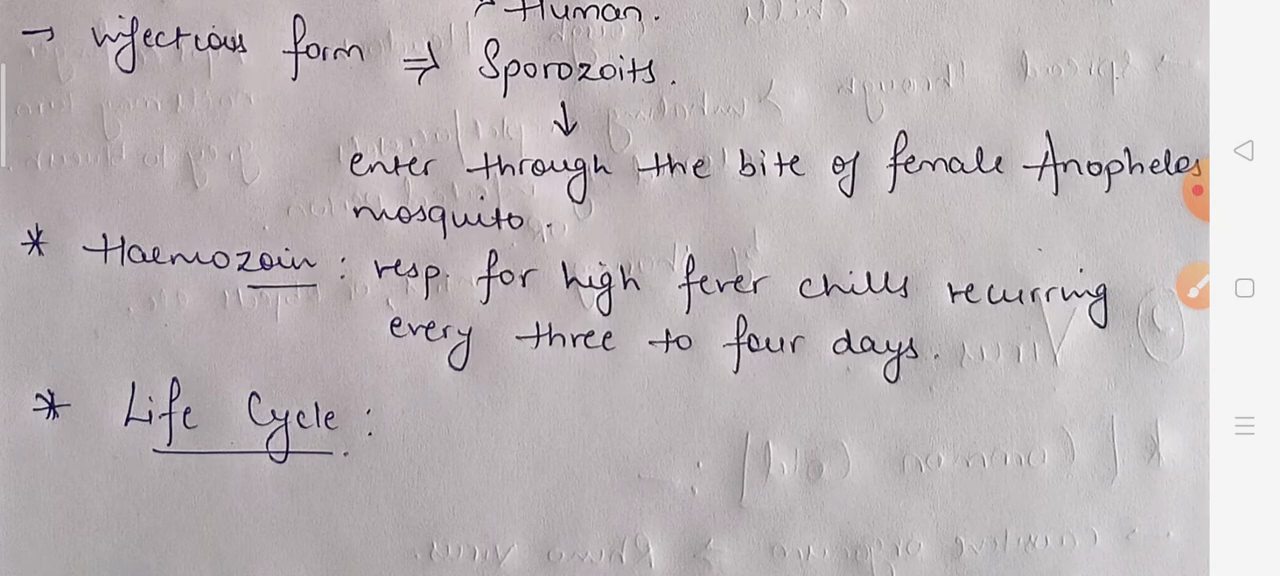 Human.
→ infectious form ⇒ Sporozoits.
↓
enter through the bite of female Anopheles
mosquito.
* Haemozoin : resp. for high fever chills recurring
every three to four days.
* Life Cycle :